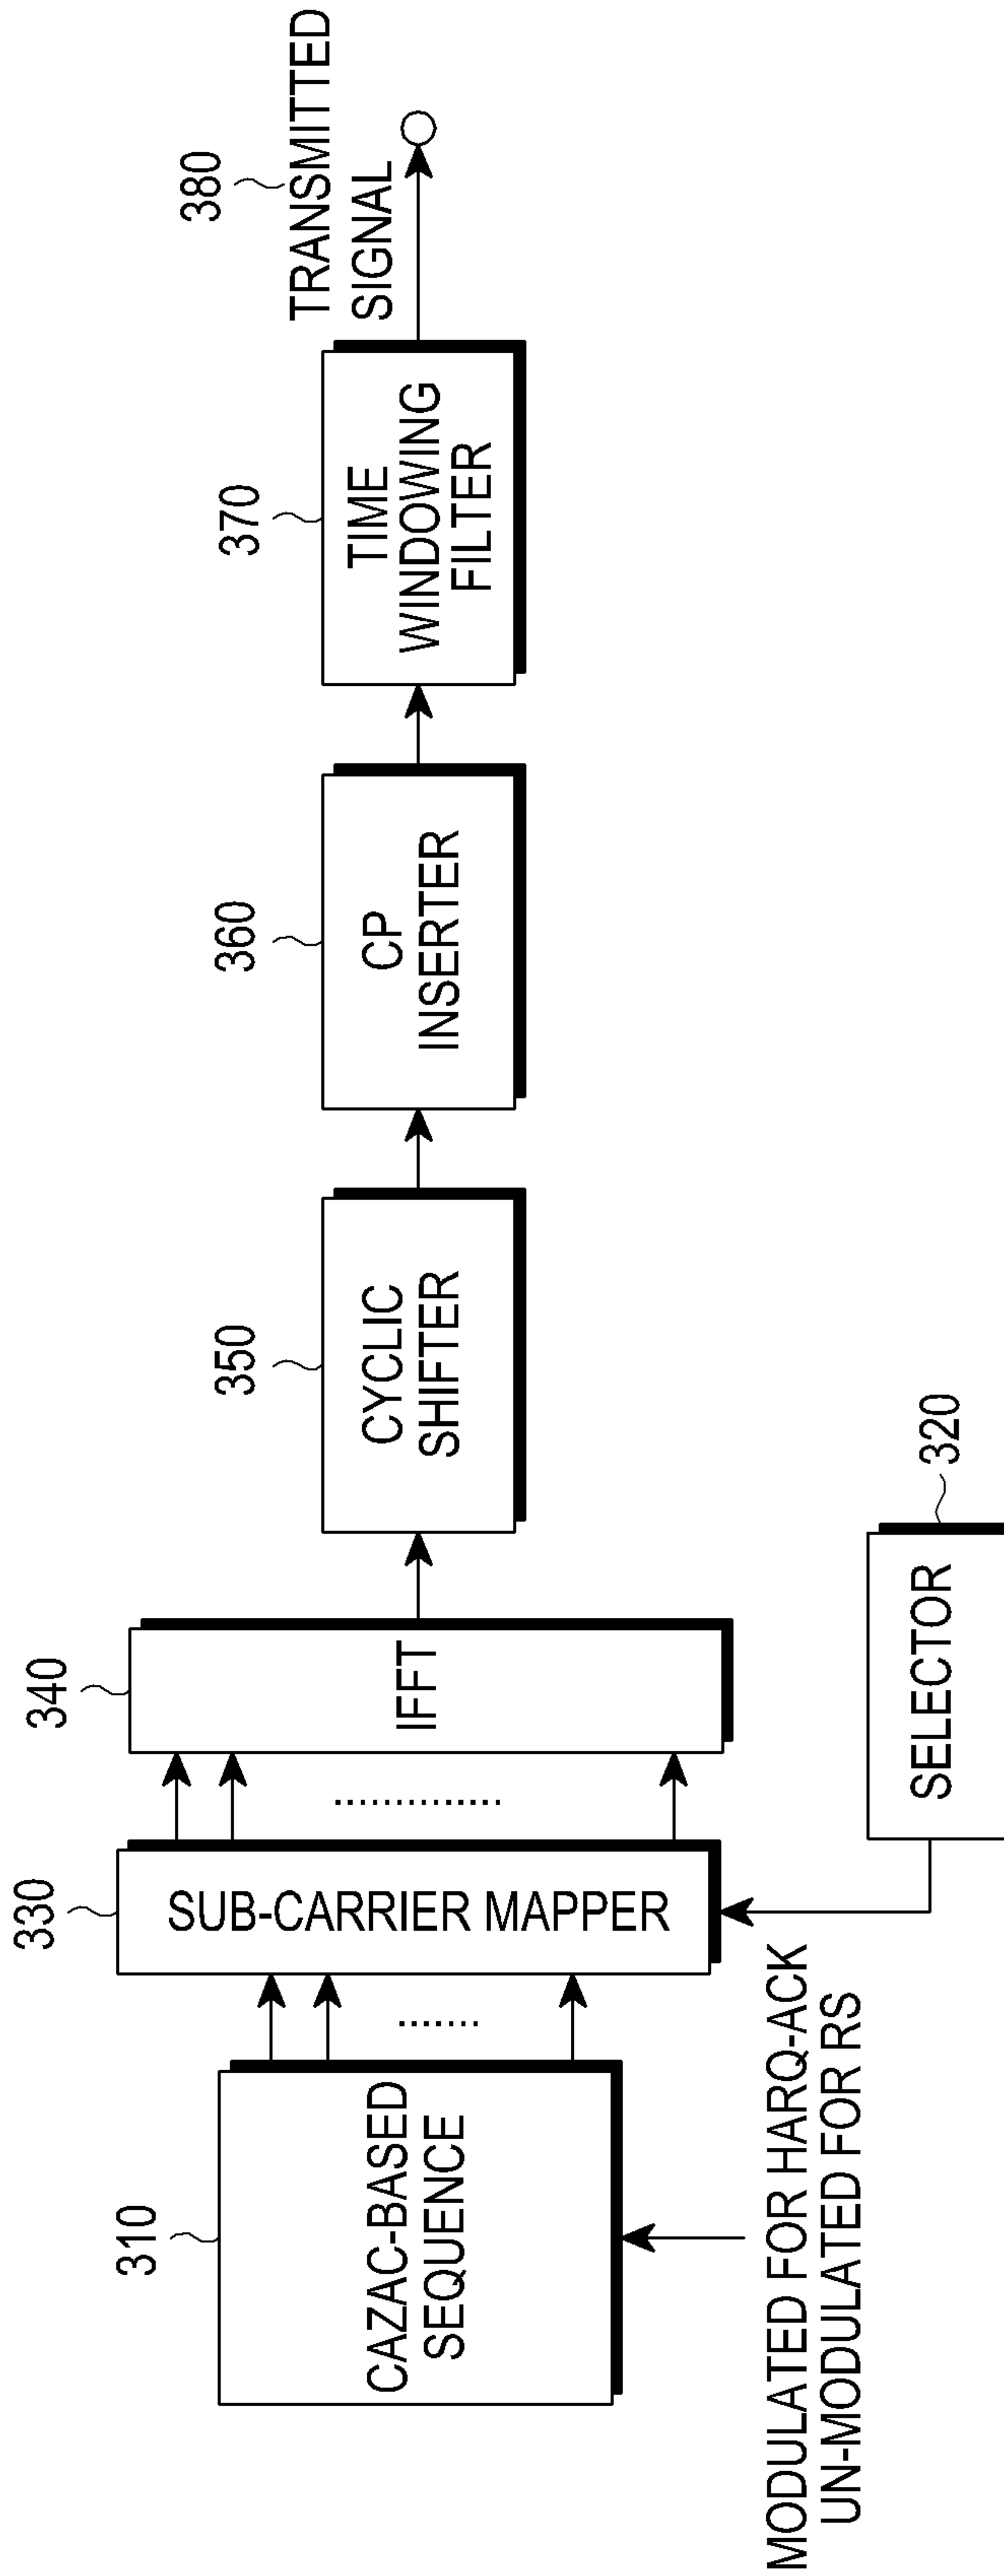 310
CAZAC-BASED
SEQUENCE
MODULATED FOR HARQ-ACK
UN-MODULATED FOR RS
330
SUB-CARRIER MAPPER
340
IFFT
SELECTOR
320
350
CYCLIC
SHIFTER
360
CP
INSERTER
370
TIME
WINDOWING
FILTER
380
TRANSMITTED
SIGNAL